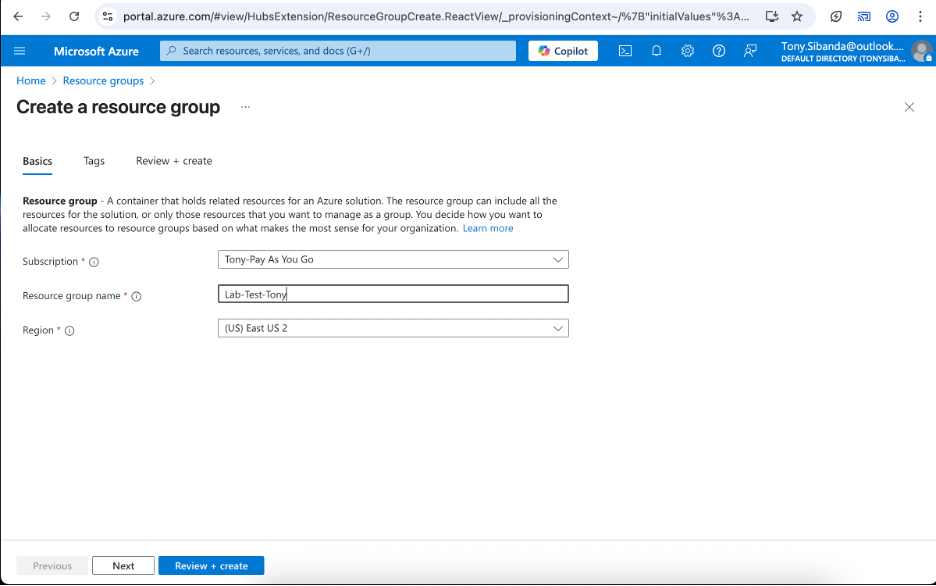 portal.azure.com/#view/HubsExtension/ResourceGroupCreate.ReactView/_provisioningContext~/%7B"initialValues"%3A...
Microsoft Azure
Search resources, services, and docs (G+/)
Copilot
Tony.Sibanda@outlook....
DEFAULT DIRECTORY (TONYSIBA...
Home > Resource groups >
Create a resource group ...
Basics Tags Review + create
Resource group - A container that holds related resources for an Azure solution. The resource group can include all the
resources for the solution, or only those resources that you want to manage as a group. You decide how you want to
allocate resources to resource groups based on what makes the most sense for your organization. Learn more
Subscription * Tony-Pay As You Go
Resource group name * Lab-Test-Tony
Region * (US) East US 2
Previous Next Review + create